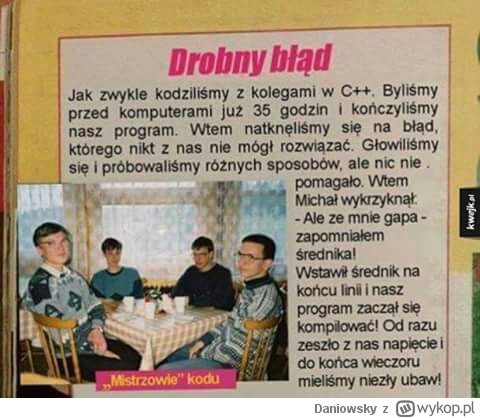 Drobny błąd
Jak zwykle kodziliśmy z kolegami w C++. Byliśmy
przed komputerami już 35 godzin i kończyliśmy
nasz program. Wtem natknęliśmy się na błąd,
którego nikt z nas nie mógł rozwiązać. Głowiliśmy
się i próbowaliśmy różnych sposobów, ale nic nie .
pomagało. Wtem
Michał wykrzyknął:
- Ale ze mnie gapa -
zapomniałem
średnika!
Wstawił średnik na
końcu linii i nasz
program zaczął się
kompilować! Od razu
zeszło z nas napięcie i
do końca wieczoru
mieliśmy niezły ubaw!
„Mistrzowie” kodu
kwejk.pl
Daniowsky z wykop.pl